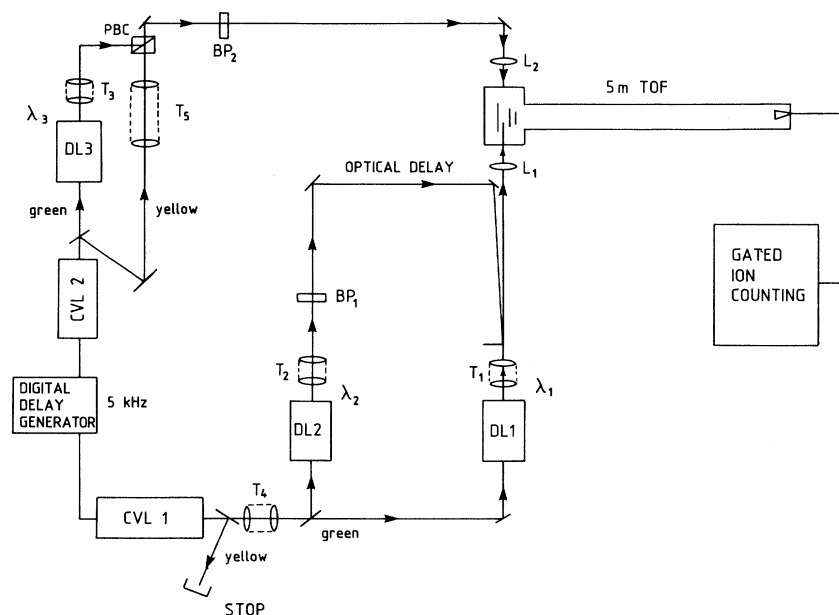 PBC
BP2
L2
5m TOF
T3
T5
λ3
DL3
L1
OPTICAL DELAY
green
yellow
CVL 2
BP1
GATED
ION
COUNTING
DIGITAL
DELAY
GENERATOR
5 kHz
T2
T1
λ2
λ1
DL2
DL1
T4
CVL 1
green
yellow
STOP